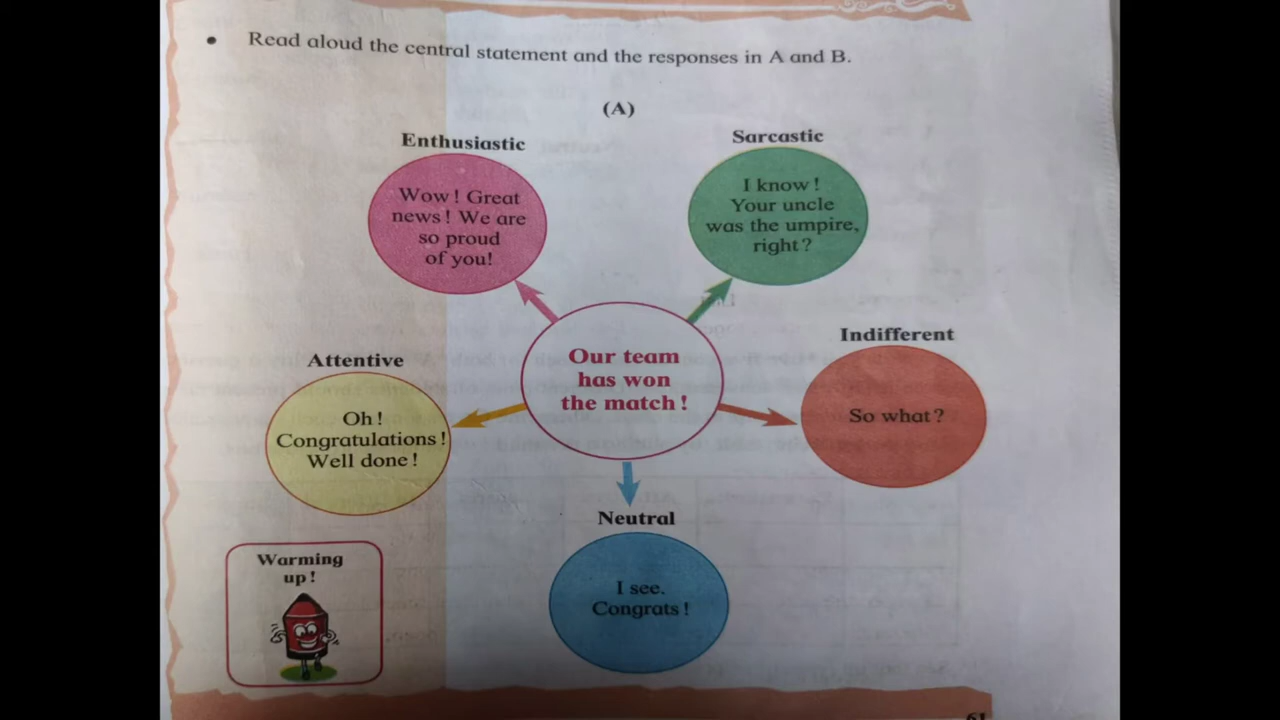 • Read aloud the central statement and the responses in A and B.
(A)
Enthusiastic
Wow! Great
news! We are
so proud
of you!
Sarcastic
I know!
Your uncle
was the umpire,
right?
Attentive
Oh!
Congratulations!
Well done!
Our team
has won
the match!
Indifferent
So what?
Neutral
I see.
Congrats!
Warming
up!
61